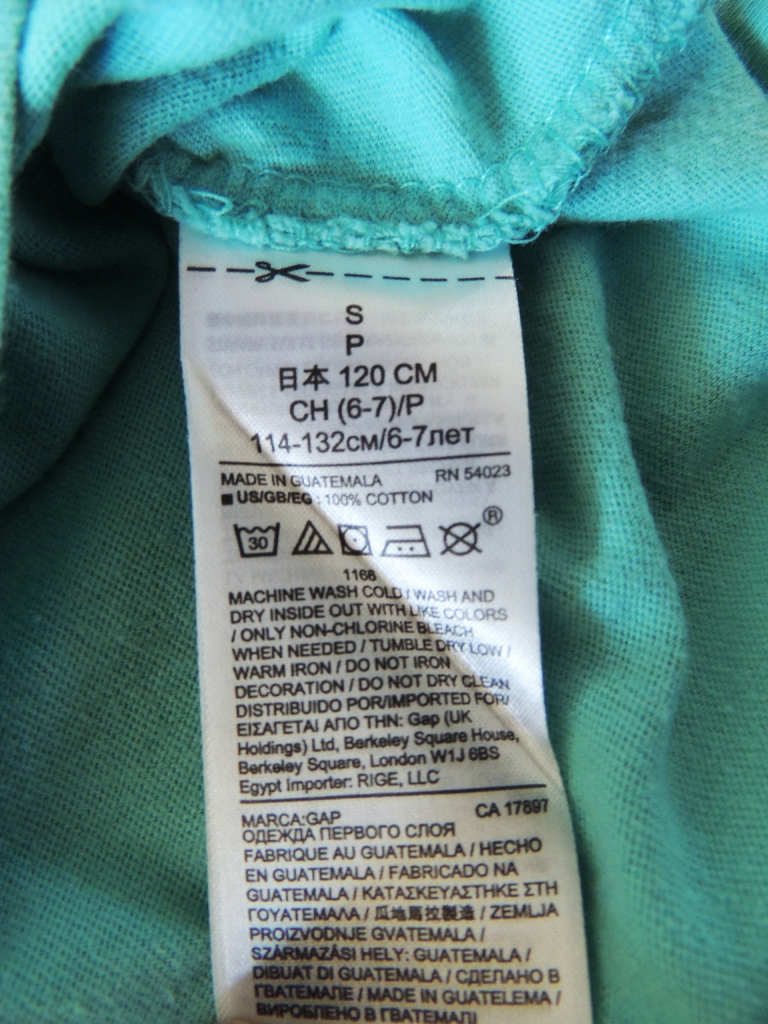 S
P
日本 120 CM
CH (6-7)/P
114-132см/6-7лет
MADE IN GUATEMALA RN 54023
US/GB/EG : 100% COTTON
30 ®
1166
MACHINE WASH COLD / WASH AND
DRY INSIDE OUT WITH LIKE COLORS
/ ONLY NON-CHLORINE BLEACH
WHEN NEEDED / TUMBLE DRY LOW /
WARM IRON / DO NOT IRON
DECORATION / DO NOT DRY CLEAN
DISTRIBUIDO POR/IMPORTED FOR/
ΕΙΣΑΓΕΤΑΙ ΑΠΟ ΤΗΝ: Gap (UK
Holdings) Ltd, Berkeley Square House,
Berkeley Square, London W1J 6BS
Egypt Importer: RIGE, LLC
MARCA:GAP CA 17897
ОДЕЖДА ПЕРВОГО СЛОЯ
FABRIQUE AU GUATEMALA / HECHO
EN GUATEMALA / FABRICADO NA
GUATEMALA / ΚΑΤΑΣΚΕΥΑΣΤΗΚΕ ΣΤΗ
ΓΟΥΑΤΕΜΑΛΑ / 瓜地馬拉製造 / ZEMLJA
PROIZVODNJE GVATEMALA /
SZÁRMAZÁSI HELY: GUATEMALA /
DIBUAT DI GUATEMALA / СДЕЛАНО В
ГВАТЕМАЛЕ / MADE IN GUATELEMA /
ВИРОБЛЕНО В ГВАТЕМАЛІ